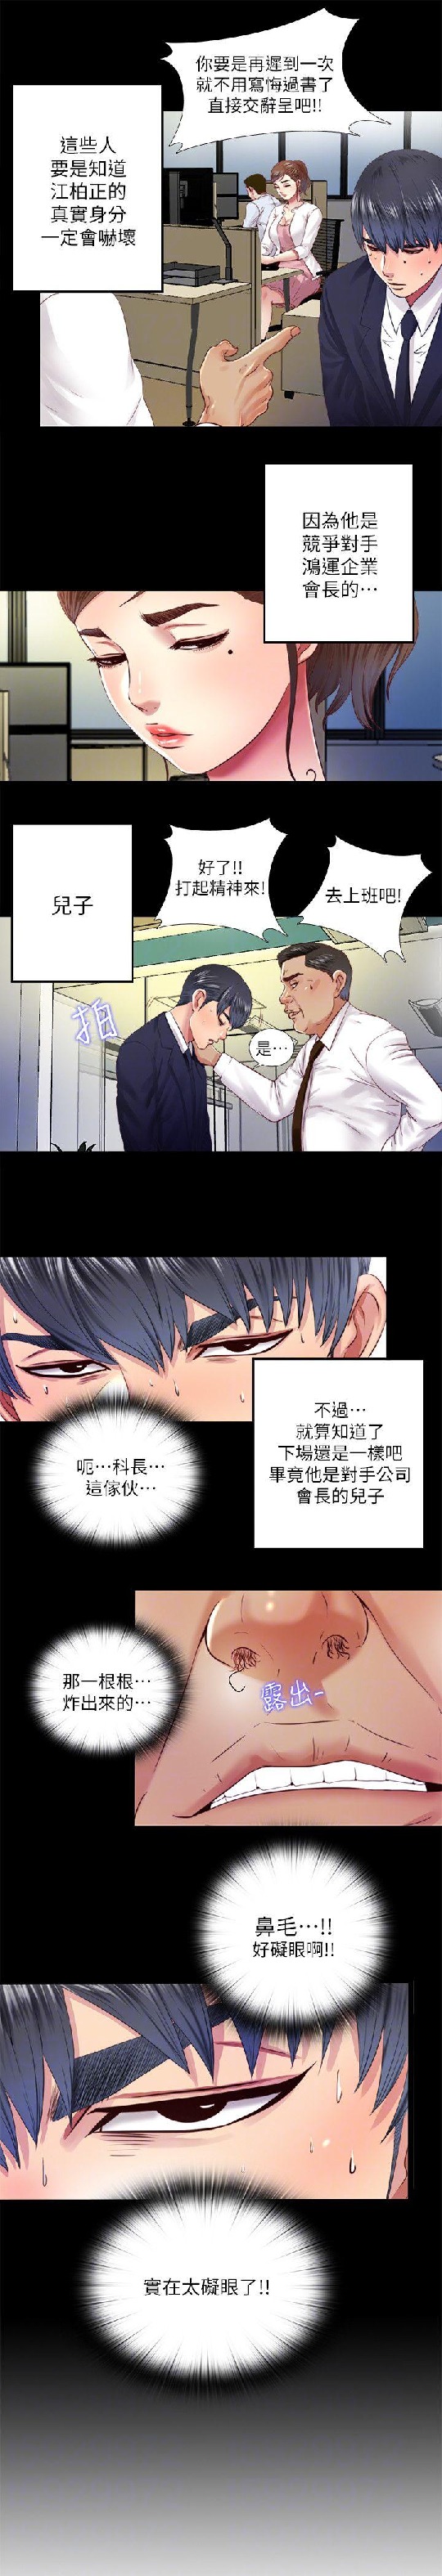 你要是再遲到一次
就不用寫悔過書了
直接交辭呈吧!!
這些人
要是知道
江柏正的
真實身分
一定會嚇壞
因為他是
競爭對手
鴻運企業
會長的…
兒子
好了!!
打起精神來!
去上班吧!
拍
是…
不過…
就算知道了
下場還是一樣吧
畢竟他是對手公司
會長的兒子
呃…科長…
這傢伙…
那一根根…
炸出來的…
露出-
鼻毛…!!
好礙眼啊!!
實在太礙眼了!!